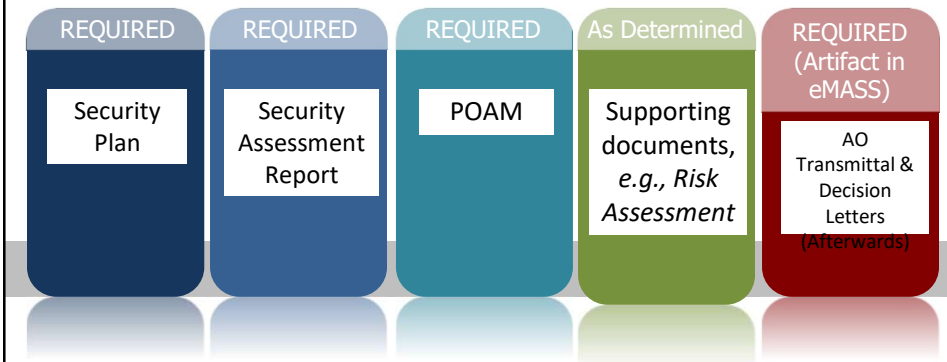 REQUIRED
Security
Plan
REQUIRED
Security
Assessment
Report
REQUIRED
POAM
As Determined
Supporting
documents,
e.g., Risk
Assessment
REQUIRED
(Artifact in
eMASS)
AO
Transmittal &
Decision
Letters
(Afterwards)